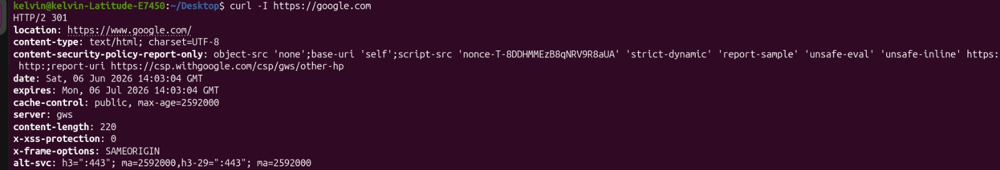 kelvin@kelvin-Latitude-E7450:~/Desktop$ curl -I https://google.com
HTTP/2 301
location: https://www.google.com/
content-type: text/html; charset=UTF-8
content-security-policy-report-only: object-src 'none';base-uri 'self';script-src 'nonce-T-8DDHMMEzB8qNRV9R8aUA' 'strict-dynamic' 'report-sample' 'unsafe-eval' 'unsafe-inline' https:
 http:;report-uri https://csp.withgoogle.com/csp/gws/other-hp
date: Sat, 06 Jun 2026 14:03:04 GMT
expires: Mon, 06 Jul 2026 14:03:04 GMT
cache-control: public, max-age=2592000
server: gws
content-length: 220
x-xss-protection: 0
x-frame-options: SAMEORIGIN
alt-svc: h3=":443"; ma=2592000,h3-29=":443"; ma=2592000